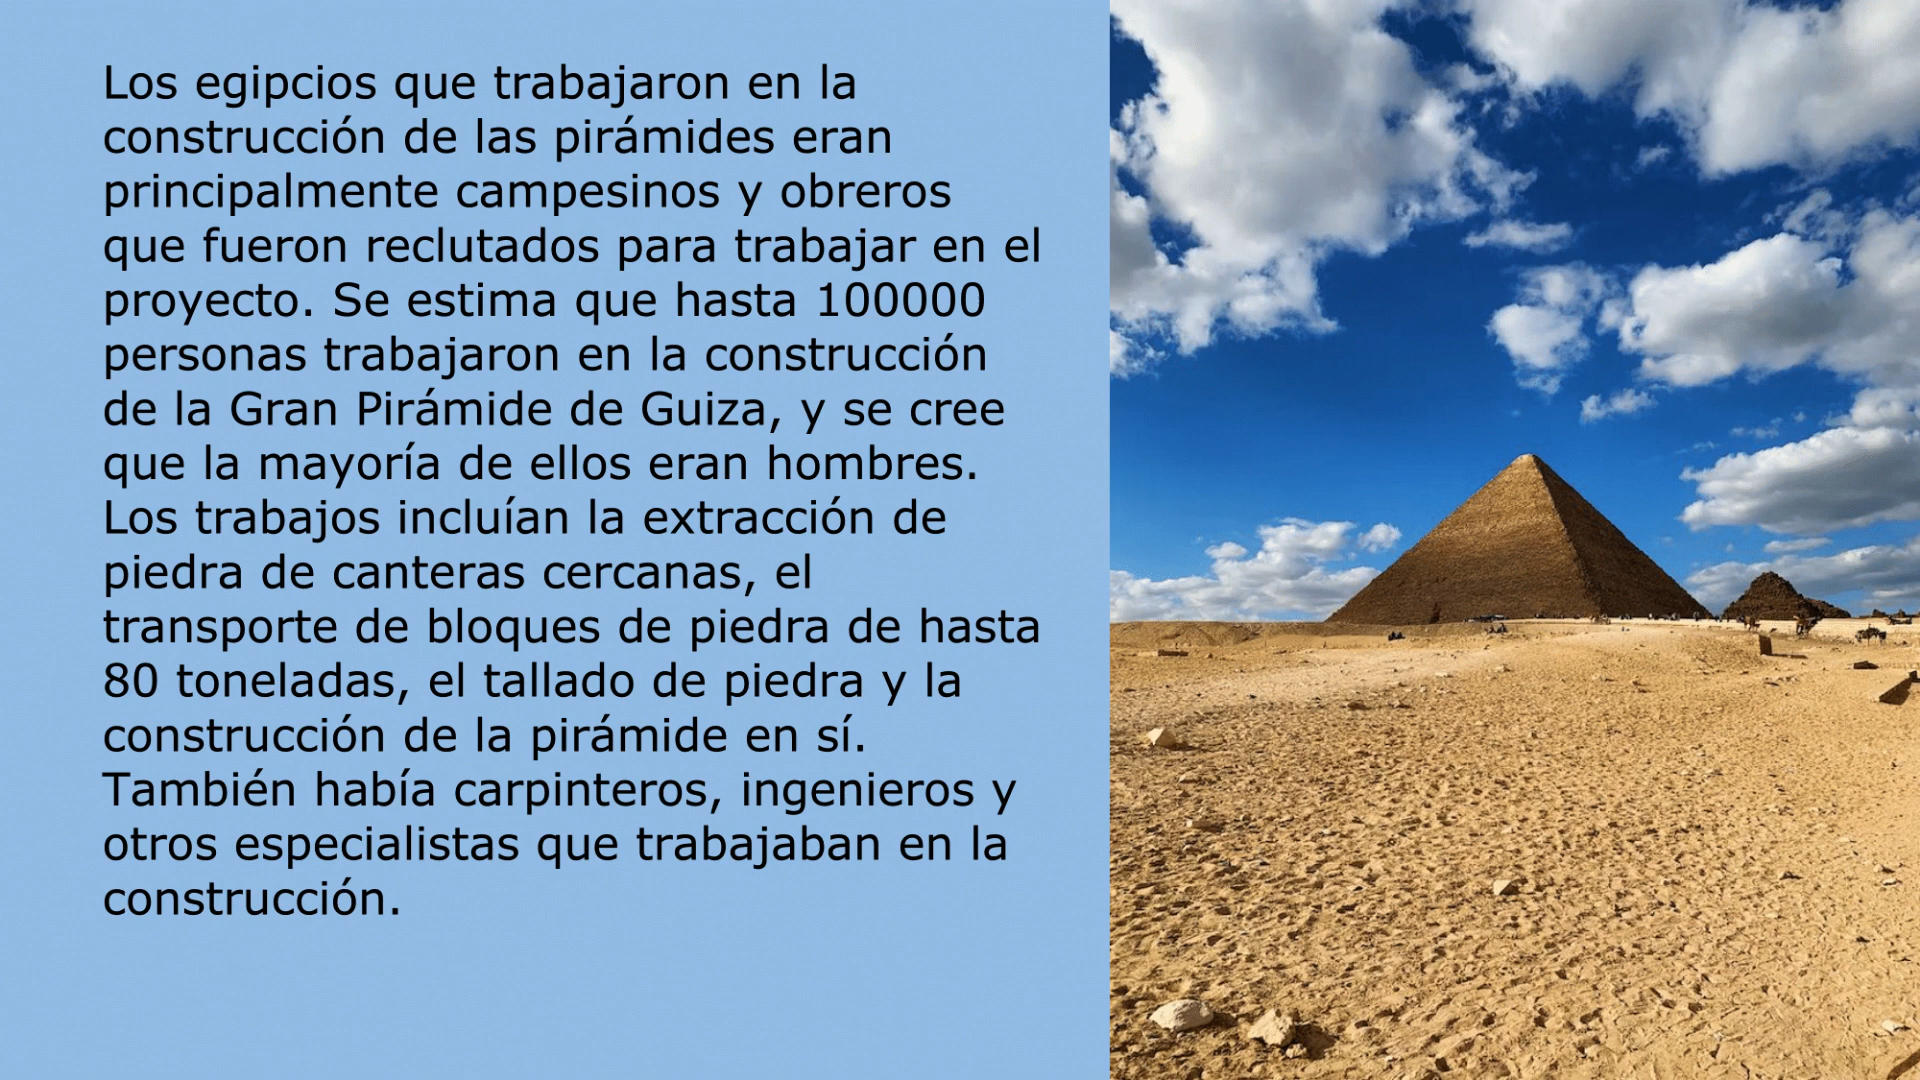 Los egipcios que trabajaron en la
construcción de las pirámides eran
principalmente campesinos y obreros
que fueron reclutados para trabajar en el
proyecto. Se estima que hasta 100000
personas trabajaron en la construcción
de la Gran Pirámide de Guiza, y se cree
que la mayoría de ellos eran hombres.
Los trabajos incluían la extracción de
piedra de canteras cercanas, el
transporte de bloques de piedra de hasta
80 toneladas, el tallado de piedra y la
construcción de la pirámide en sí.
También había carpinteros, ingenieros y
otros especialistas que trabajaban en la
construcción.